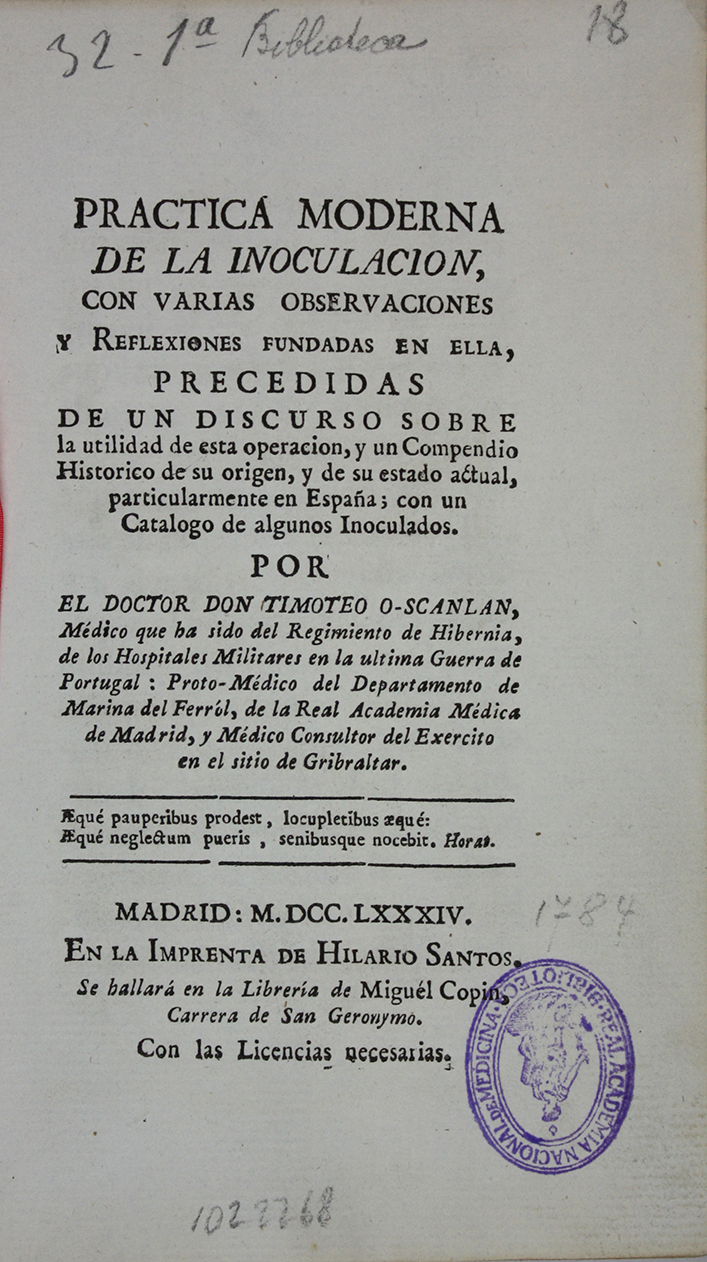 32 - 1ª Biblioteca
18
PRACTICÁ MODERNA
DE LA INOCULACION,
CON VARIAS OBSERVACIONES
Y REFLEXIONES FUNDADAS EN ELLA,
PRECEDIDAS
DE UN DISCURSO SOBRE
la utilidad de esta operacion, y un Compendio
Historico de su origen, y de su estado actual,
particularmente en España; con un
Catalogo de algunos Inoculados.
POR
EL DOCTOR DON TIMOTEO O-SCANLAN,
Médico que ha sido del Regimiento de Hibernia,
de los Hospitales Militares en la ultima Guerra de
Portugal : Proto-Médico del Departamento de
Marina del Ferról, de la Real Academia Médica
de Madrid, y Médico Consultor del Exercito
en el sitio de Gribraltar.
Æqué pauperibus prodest, locupletibus æqué:
Æqué neglectum pueris, senibusque nocebit. Horat.
MADRID: M. DCC. LXXXIV.
1784
EN LA IMPRENTA DE HILARIO SANTOS.
Se hallará en la Librería de Miguél Copin,
Carrera de San Geronymo.
Con las Licencias necesarias.
REAL ACADEMIA NACIONAL DE MEDICINA · BIBLIOTECA ·